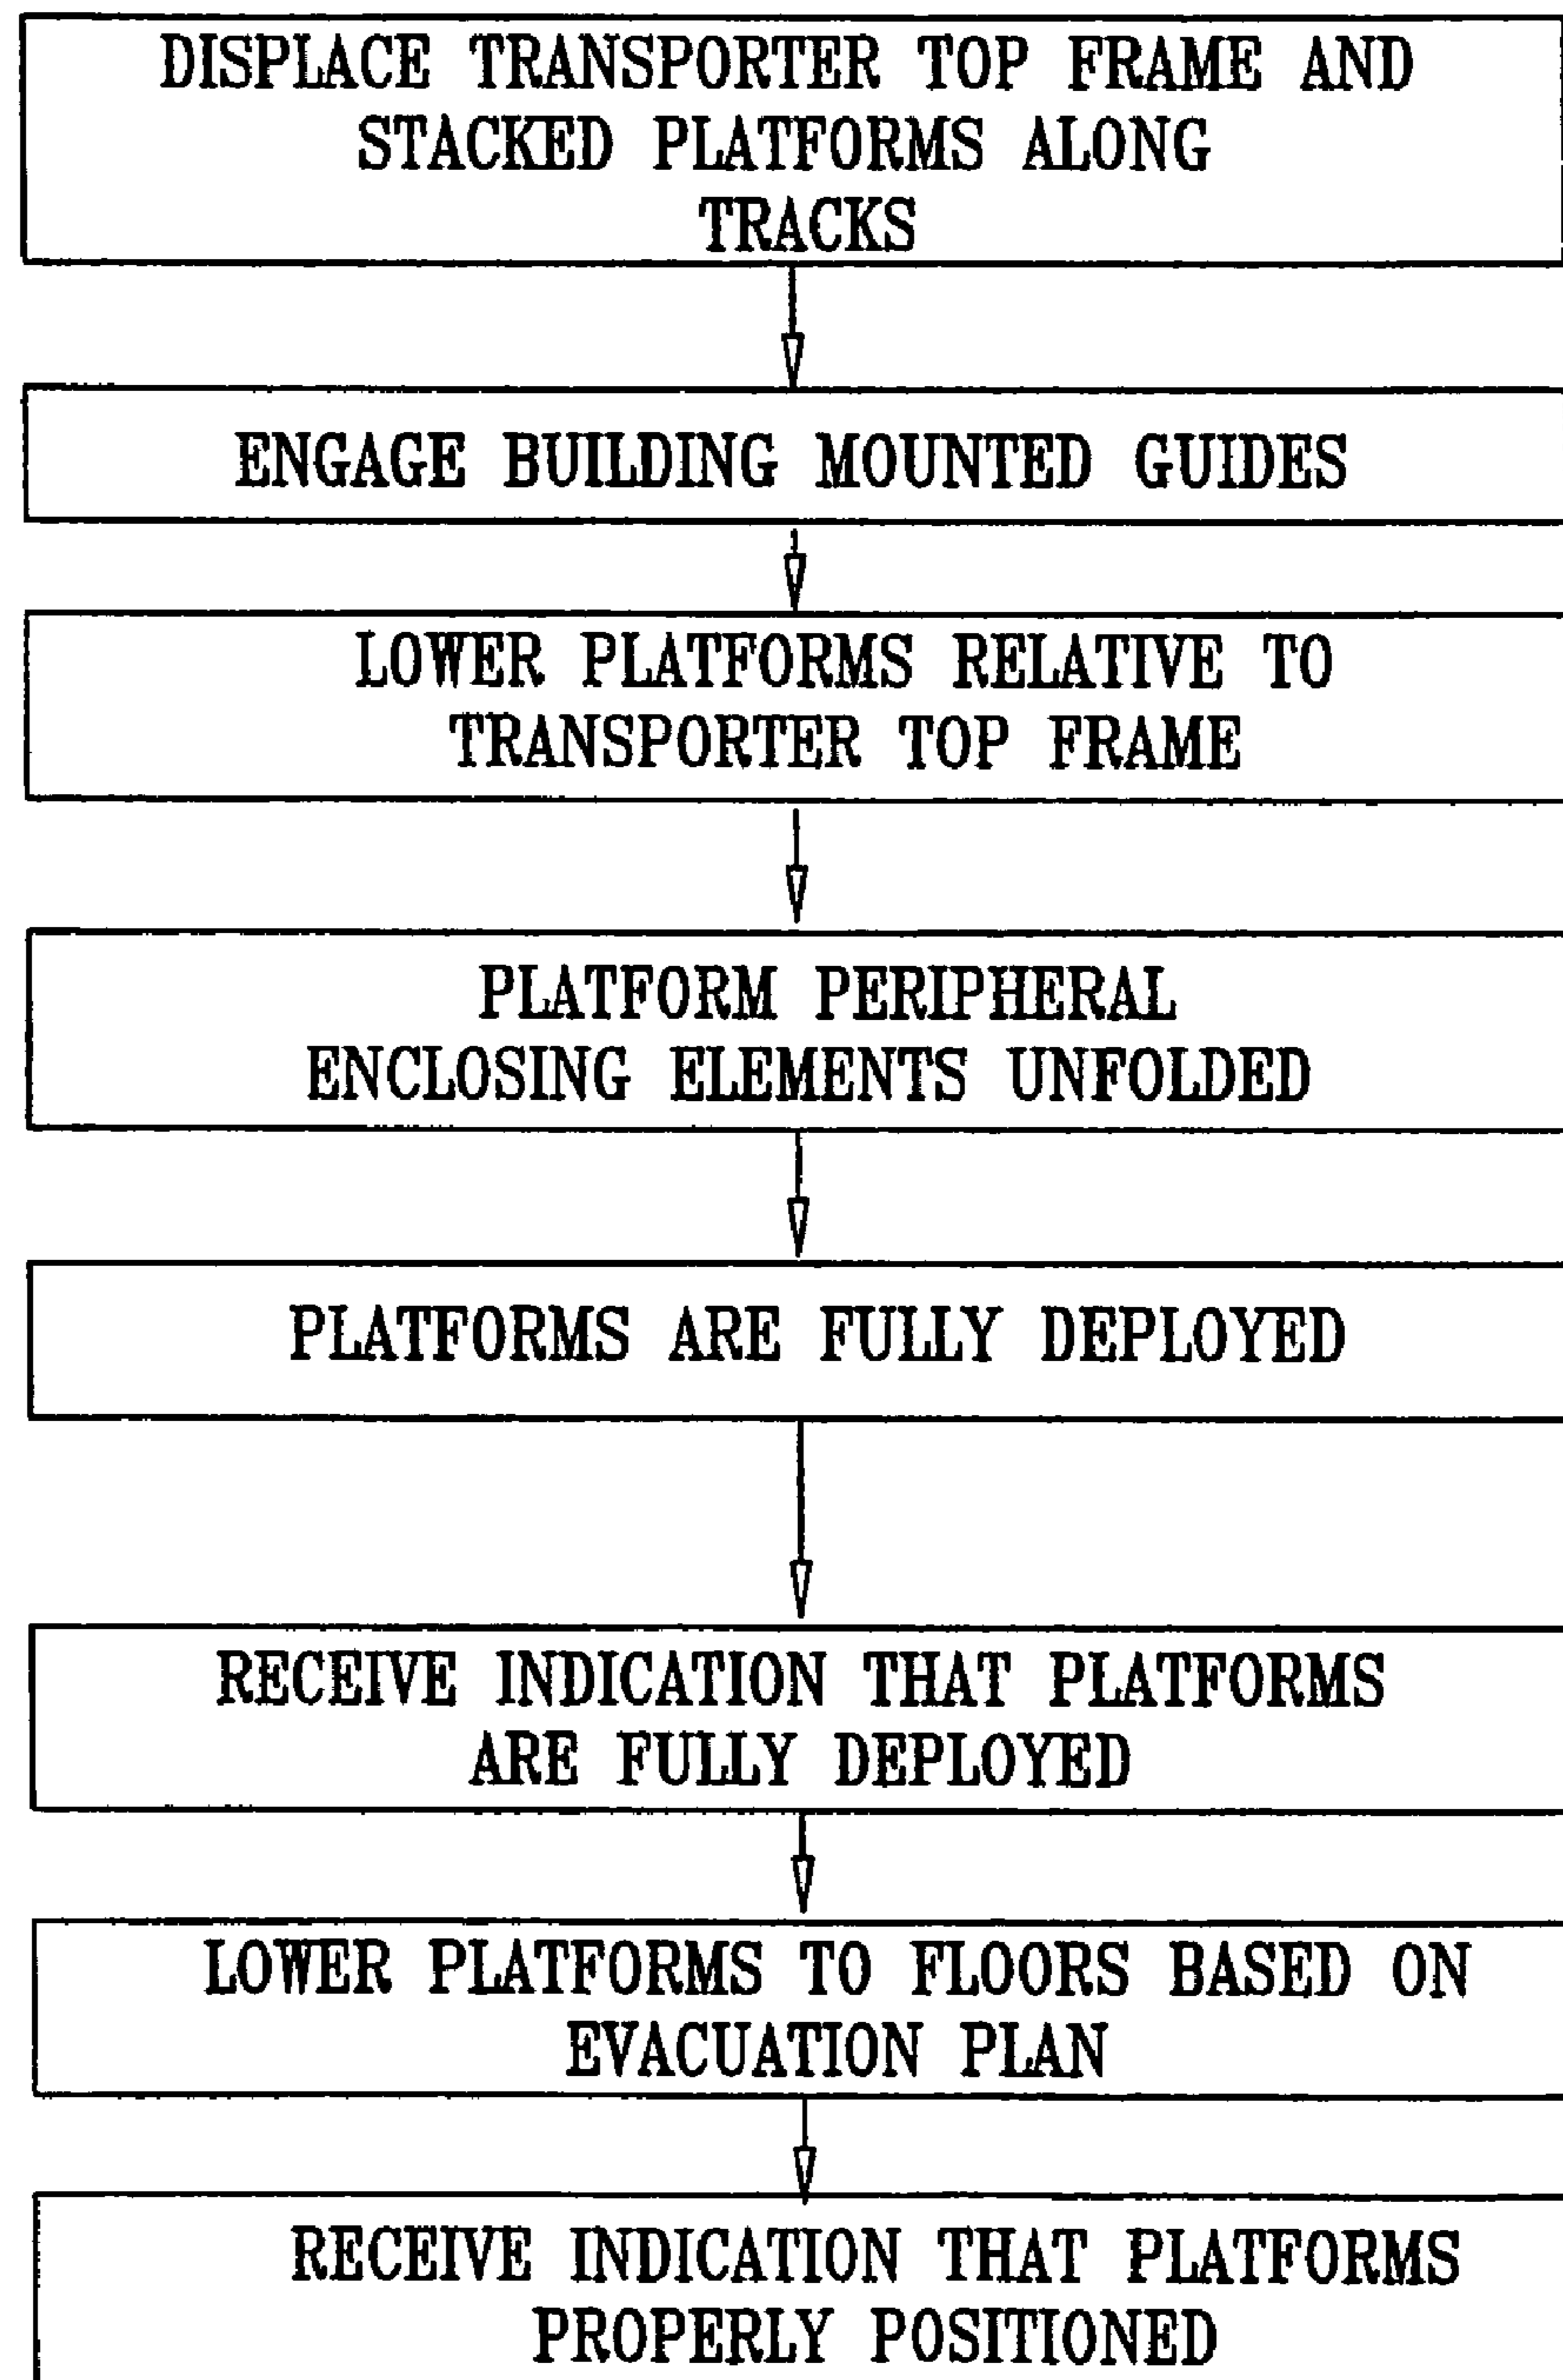 DISPLACE TRANSPORTER TOP FRAME AND
STACKED PLATFORMS ALONG
TRACKS
ENGAGE BUILDING MOUNTED GUIDES
LOWER PLATFORMS RELATIVE TO
TRANSPORTER TOP FRAME
PLATFORM PERIPHERAL
ENCLOSING ELEMENTS UNFOLDED
PLATFORMS ARE FULLY DEPLOYED
RECEIVE INDICATION THAT PLATFORMS
ARE FULLY DEPLOYED
LOWER PLATFORMS TO FLOORS BASED ON
EVACUATION PLAN
RECEIVE INDICATION THAT PLATFORMS
PROPERLY POSITIONED